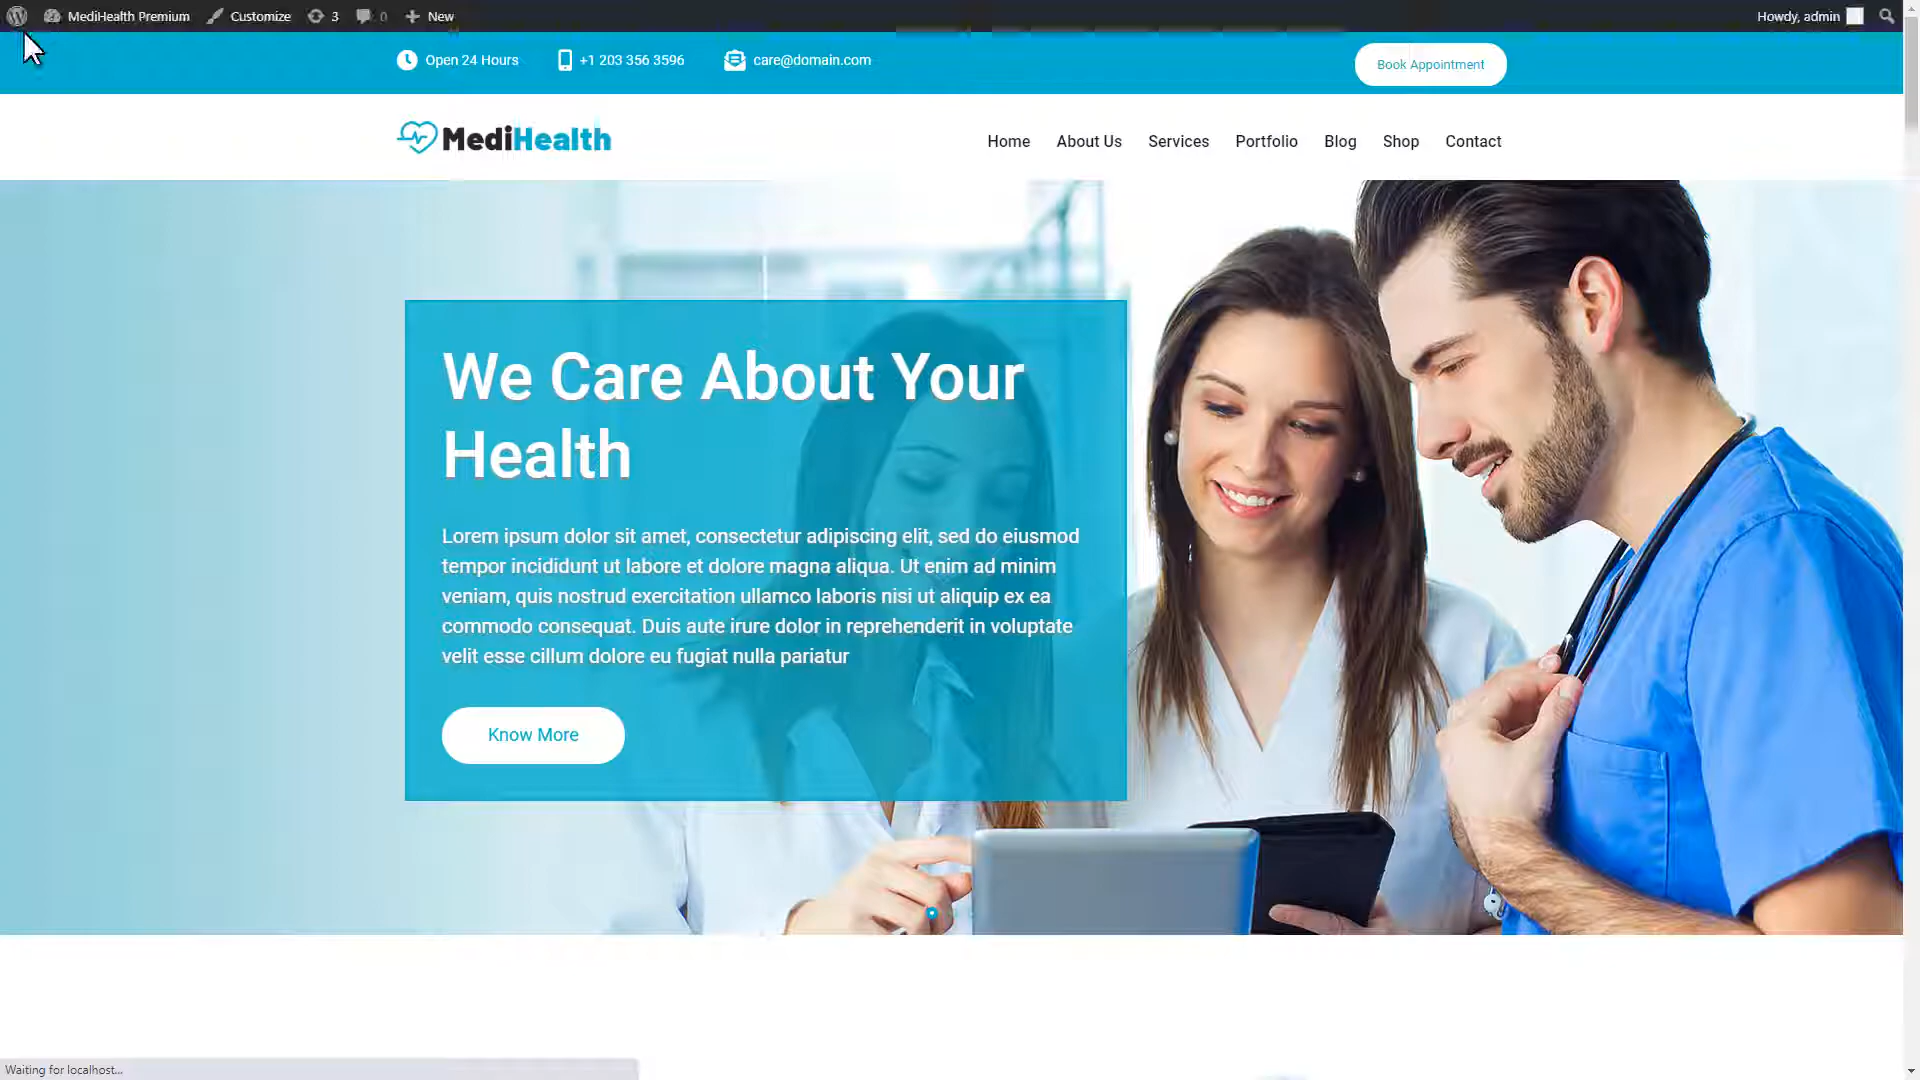 MediHealth Premium Customize 3 0 New Howdy, admin
Open 24 Hours +1 203 356 3596 care@domain.com Book Appointment
MediHealth Home About Us Services Portfolio Blog Shop Contact
We Care About Your
Health
Lorem ipsum dolor sit amet, consectetur adipiscing elit, sed do eiusmod
tempor incididunt ut labore et dolore magna aliqua. Ut enim ad minim
veniam, quis nostrud exercitation ullamco laboris nisi ut aliquip ex ea
commodo consequat. Duis aute irure dolor in reprehenderit in voluptate
velit esse cillum dolore eu fugiat nulla pariatur
Know More
Waiting for localhost...